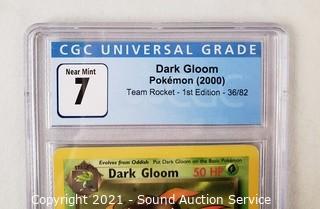 CGC UNIVERSAL GRADE
Near Mint
7
Dark Gloom
Pokémon (2000)
Team Rocket - 1st Edition - 36/82
CGC
Evolves from Oddish Put Dark Gloom on the Basic Pokémon
Dark Gloom 50 HP
Copyright 2021 - Sound Auction Service